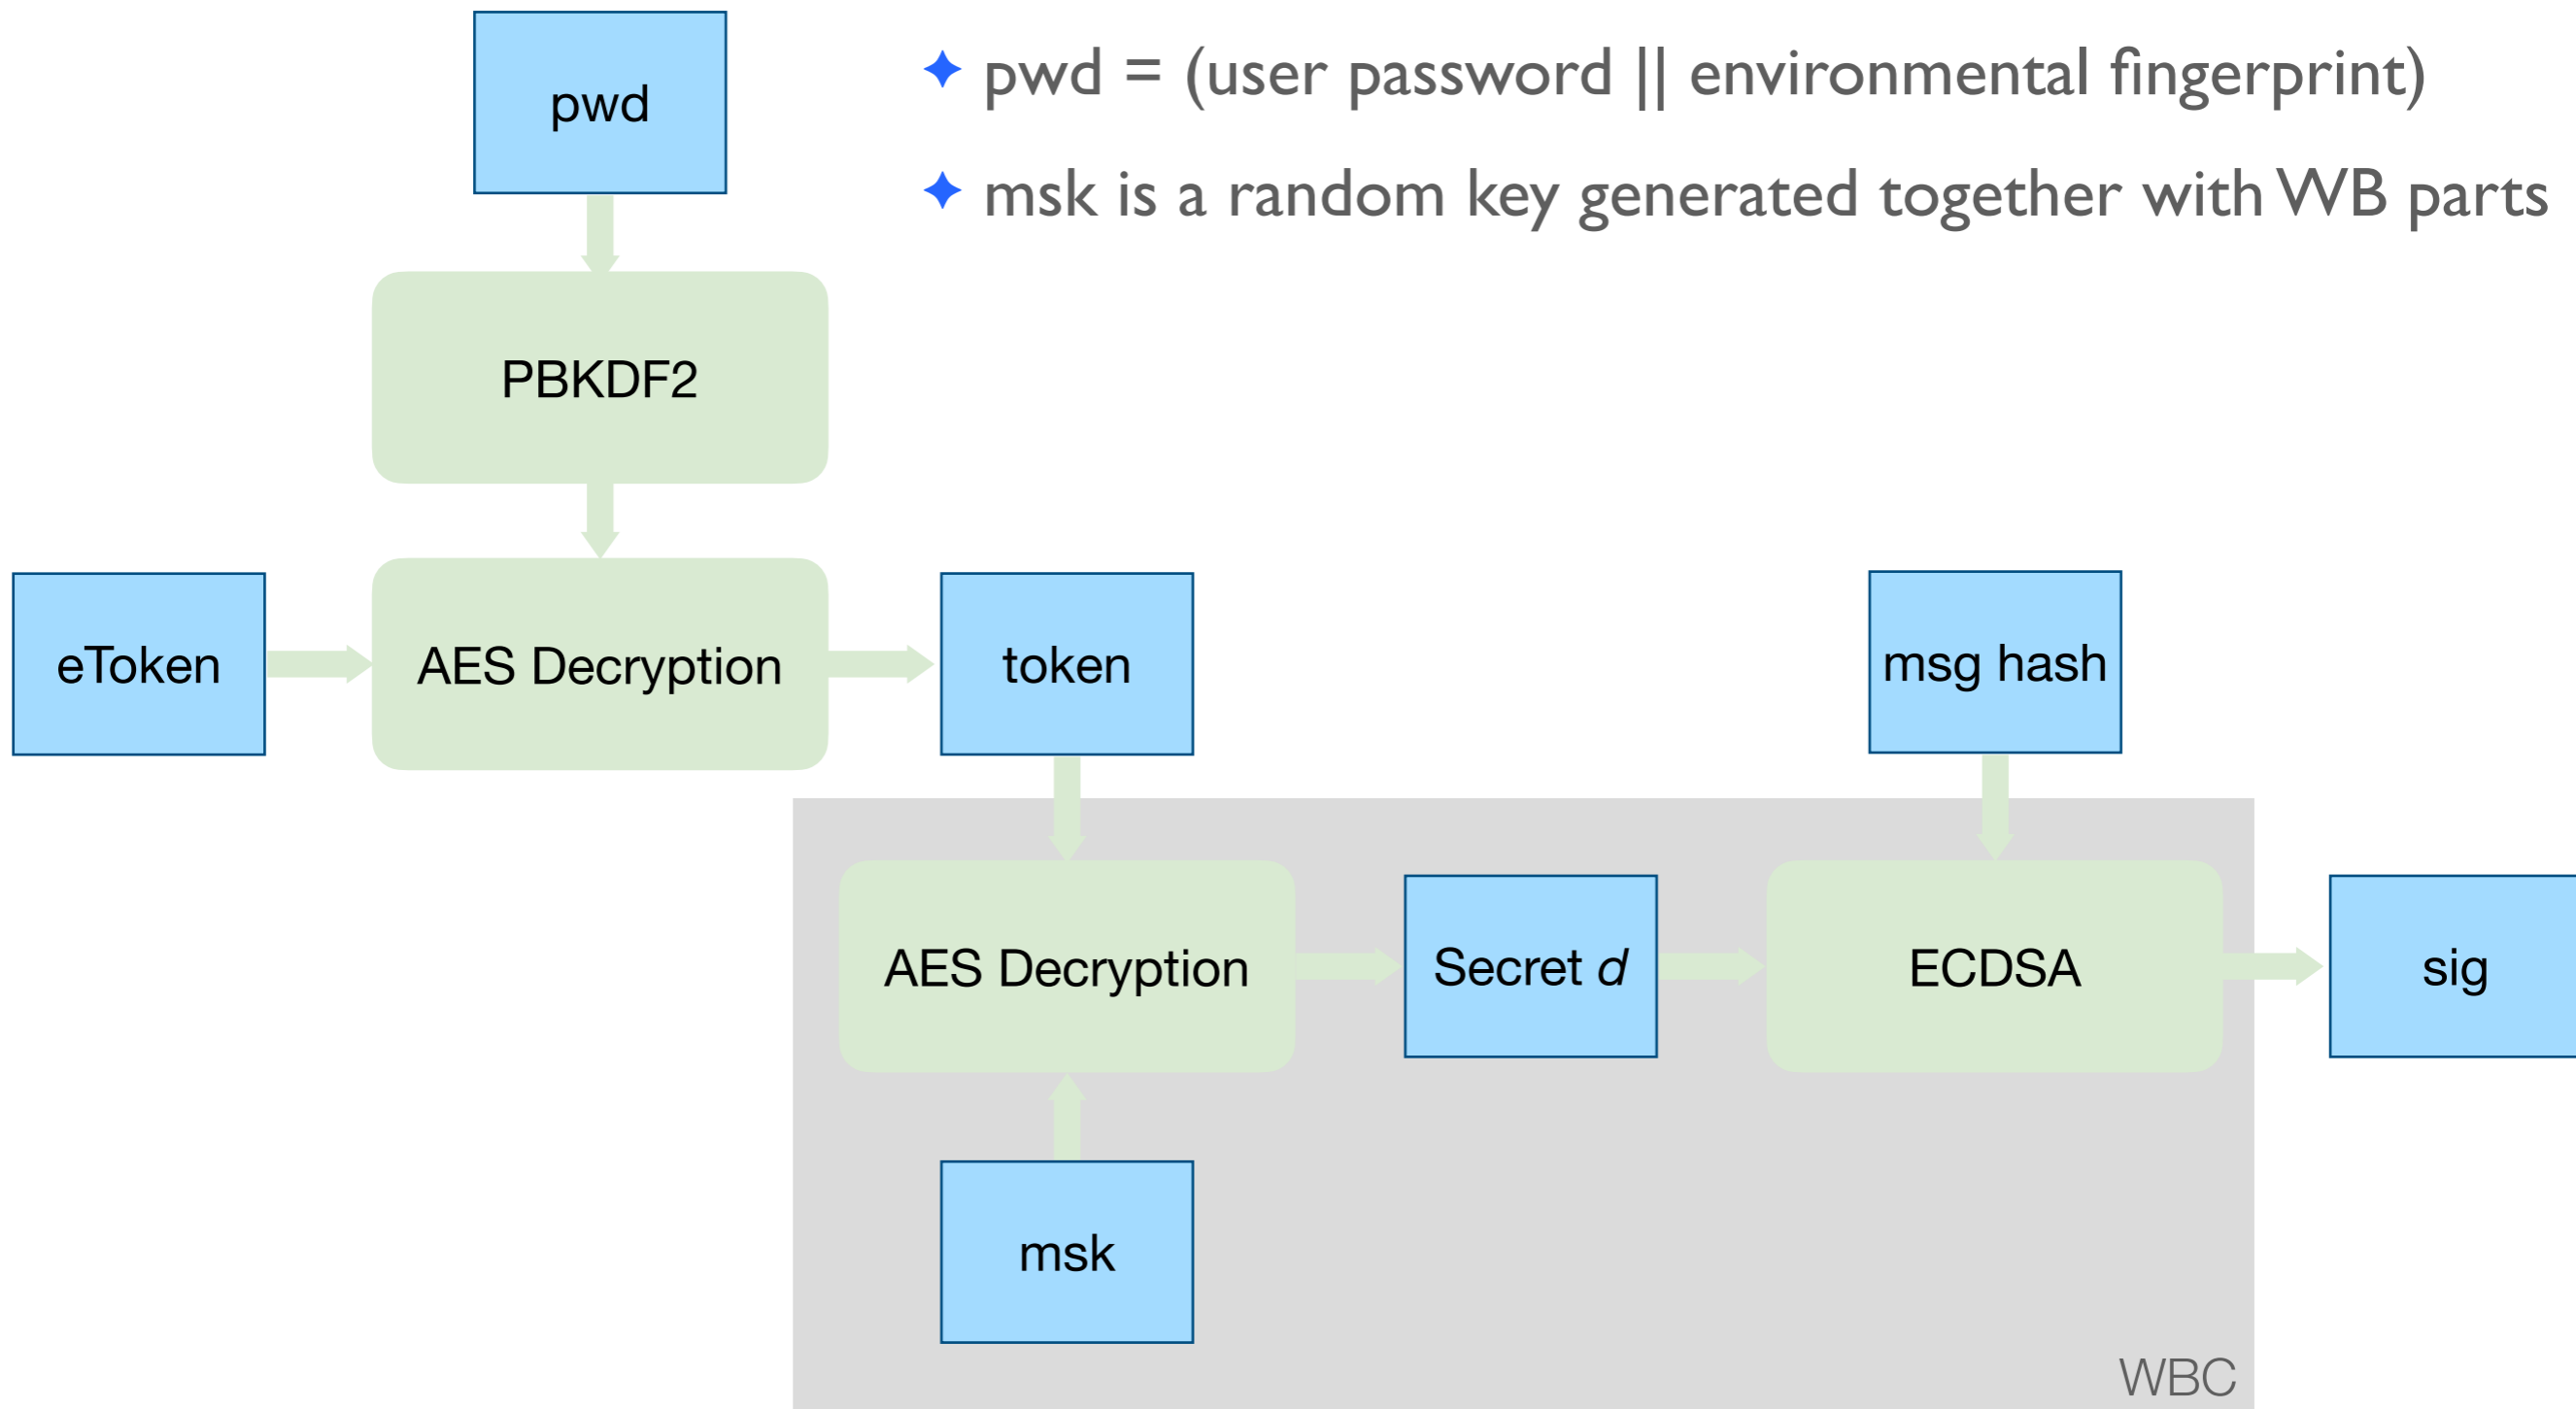 pwd
✦ pwd = (user password || environmental fingerprint)
✦ msk is a random key generated together with WB parts
PBKDF2
eToken
AES Decryption
token
msg hash
AES Decryption
Secret d
ECDSA
sig
msk
WBC